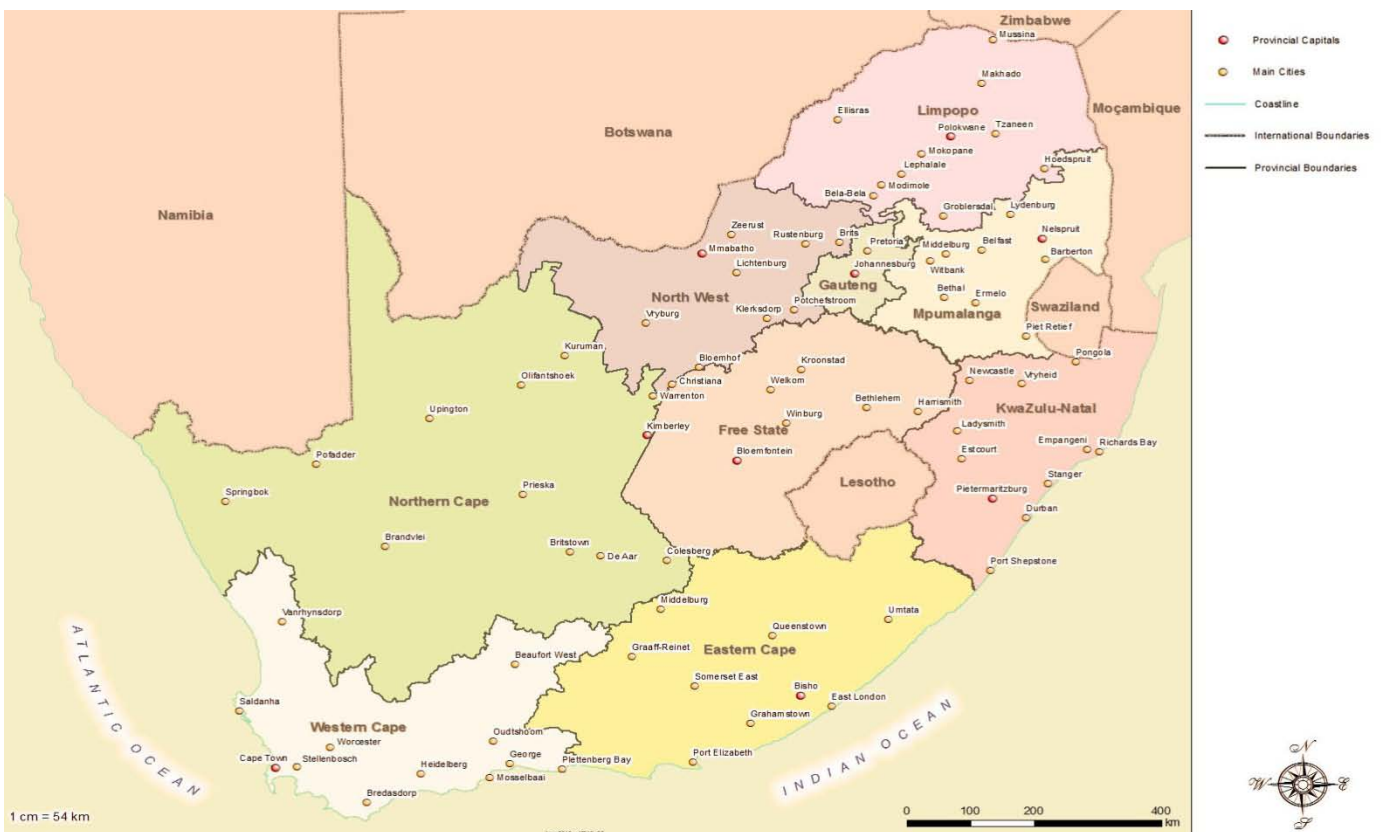 Zimbabwe
Mussina
Makhado
Moçambique
Ellisras
Limpopo
Polokwane
Tzaneen
Botswana
Mokopane
Lephalale
Hoedspruit
Modimole
Bela-Bela
Namibia
Groblersdal
Lydenburg
Zeerust
Rustenburg
Brits
Pretoria
Middelburg
Belfast
Nelspruit
Mmabatho
Lichtenburg
Johannesburg
Witbank
Barberton
Gauteng
Bethal
Ermelo
North West
Potchefstroom
Swaziland
Vryburg
Klerksdorp
Mpumalanga
Piet Retief
Kuruman
Bloemhof
Kroonstad
Pongola
Olifantshoek
Christiana
Welkom
Newcastle
Vryheid
Warrenton
Upington
Bethlehem
Harrismith
KwaZulu-Natal
Winburg
Kimberley
Free State
Ladysmith
Empangeni
Richards Bay
Pofadder
Bloemfontein
Estcourt
Lesotho
Stanger
Springbok
Prieska
Northern Cape
Pietermaritzburg
Durban
Brandvlei
Britstown
De Aar
Colesberg
Port Shepstone
Vanrhynsdorp
Middelburg
Umtata
Queenstown
Graaff-Reinet
Eastern Cape
Beaufort West
Somerset East
Bisho
East London
Saldanha
Western Cape
Grahamstown
Oudtshoorn
Worcester
Cape Town
Stellenbosch
Heidelberg
George
Plettenberg Bay
Port Elizabeth
Mosselbaai
Bredasdorp
ATLANTIC OCEAN
INDIAN OCEAN
1 cm = 54 km
0 100 200 400
km
Provincial Capitals
Main Cities
Coastline
International Boundaries
Provincial Boundaries
N
W E
S